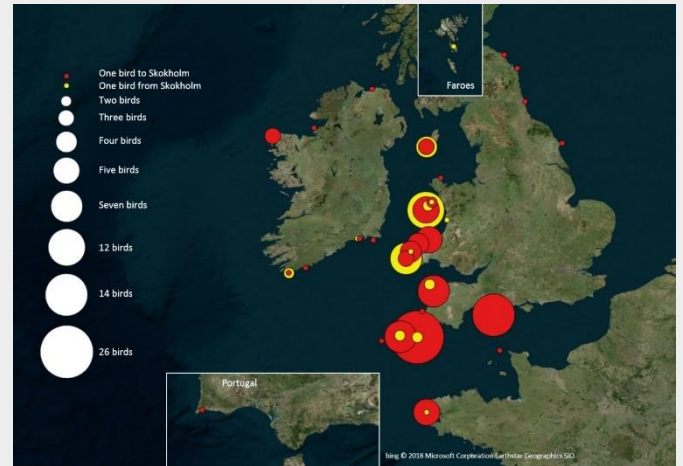 One bird to Skokholm
One bird from Skokholm
Two birds
Three birds
Four birds
Five birds
Seven birds
12 birds
14 birds
26 birds
Faroes
Portugal
bing © 2018 Microsoft Corporation Earthstar Geographics SIO